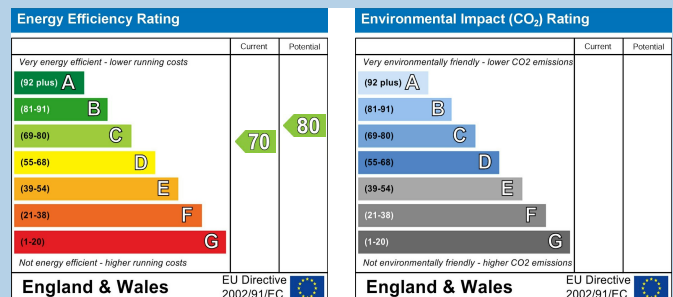 Energy Efficiency Rating
Current Potential
Very energy efficient - lower running costs
(92 plus) A
(81-91) B
(69-80) C
(55-68) D
(39-54) E
(21-38) F
(1-20) G
70
80
Not energy efficient - higher running costs
England & Wales
EU Directive
2002/91/EC
Environmental Impact (CO₂) Rating
Current Potential
Very environmentally friendly - lower CO2 emissions
(92 plus) A
(81-91) B
(69-80) C
(55-68) D
(39-54) E
(21-38) F
(1-20) G
Not environmentally friendly - higher CO2 emissions
England & Wales
EU Directive
2002/91/EC